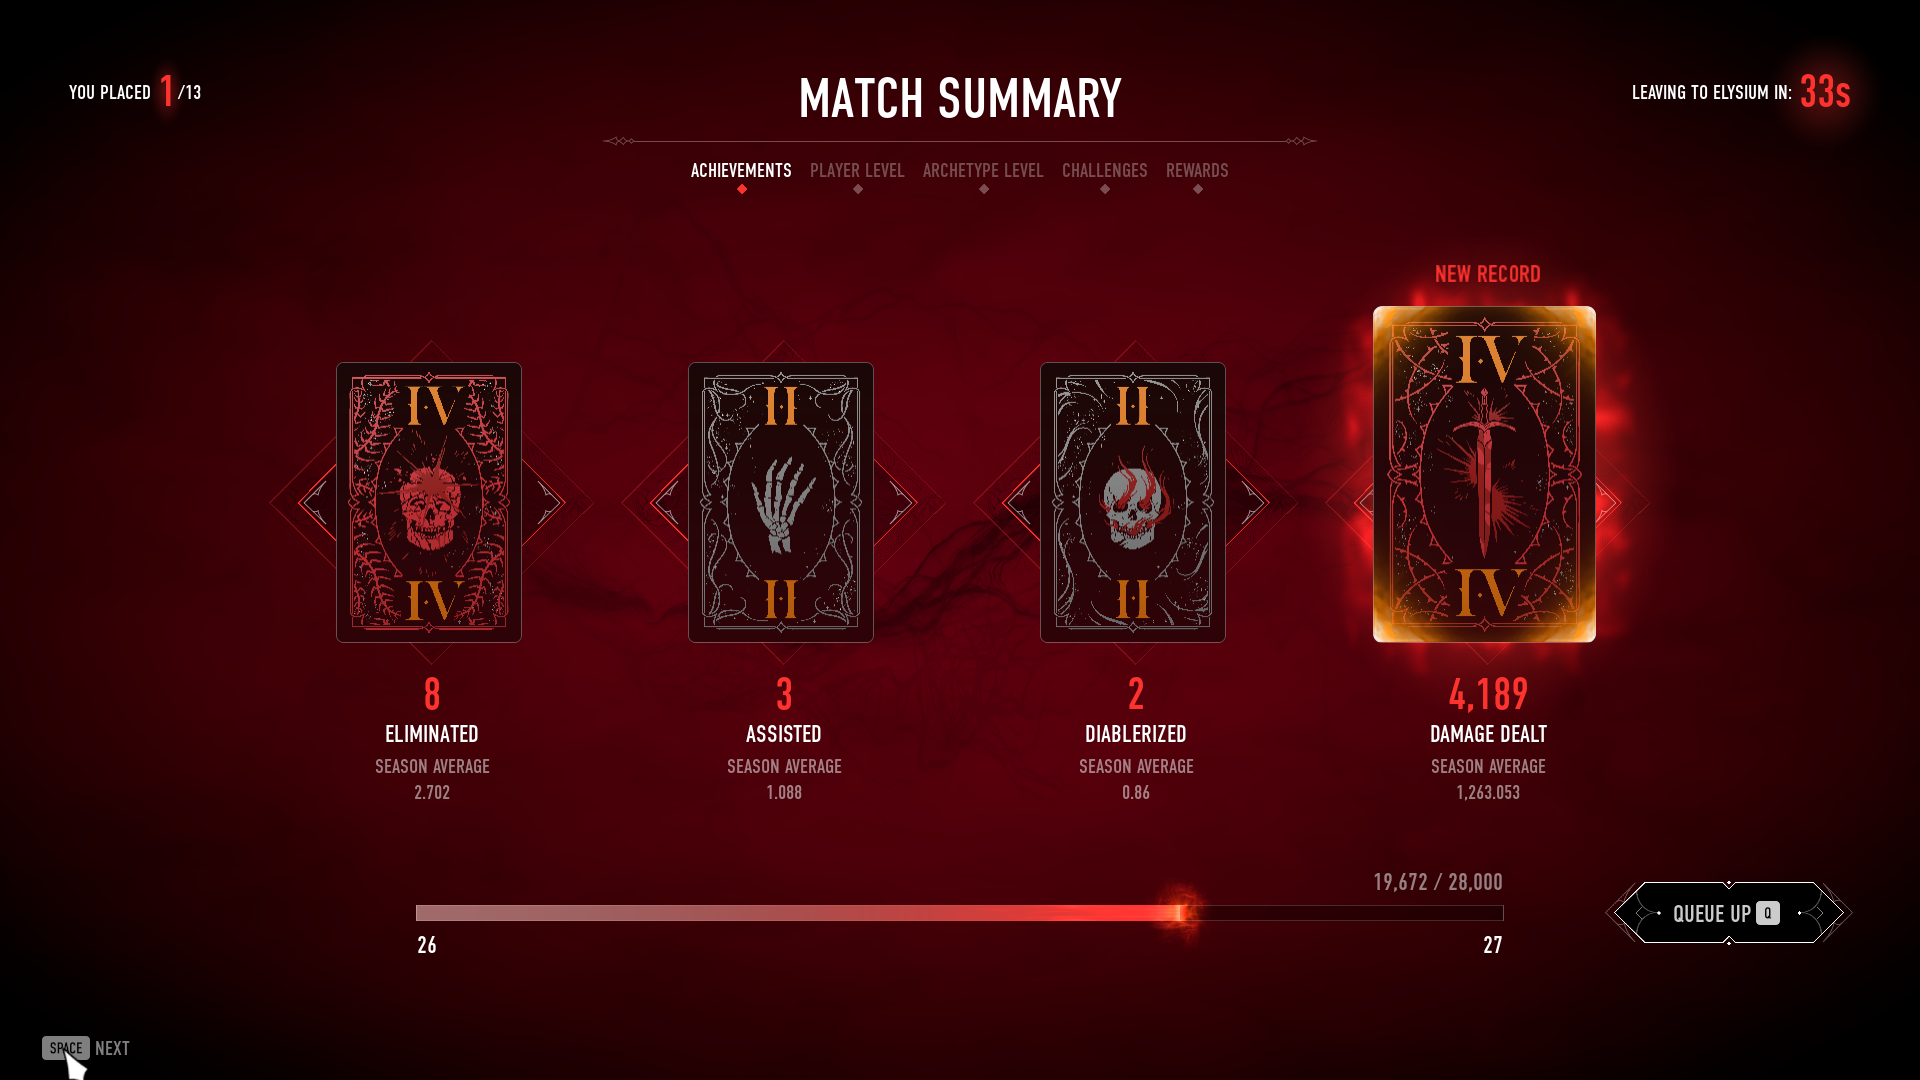 YOU PLACED 1/13
MATCH SUMMARY
LEAVING TO ELYSIUM IN: 33s
ACHIEVEMENTS PLAYER LEVEL ARCHETYPE LEVEL CHALLENGES REWARDS
NEW RECORD
IV II II IV
IV II II IV
8 3 2 4,189
ELIMINATED ASSISTED DIABLERIZED DAMAGE DEALT
SEASON AVERAGE SEASON AVERAGE SEASON AVERAGE SEASON AVERAGE
2.702 1.088 0.86 1,263.053
19,672 / 28,000
QUEUE UP Q
26 27
SPACE NEXT